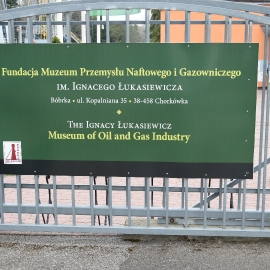 Fundacja Muzeum Przemysłu Naftowego i Gazowniczego
IM. IGNACEGO ŁUKASIEWICZA
Bóbrka • ul. Kopalniana 35 • 38-458 Chorkówka
THE IGNACY ŁUKASIEWICZ
Museum of Oil and Gas Industry